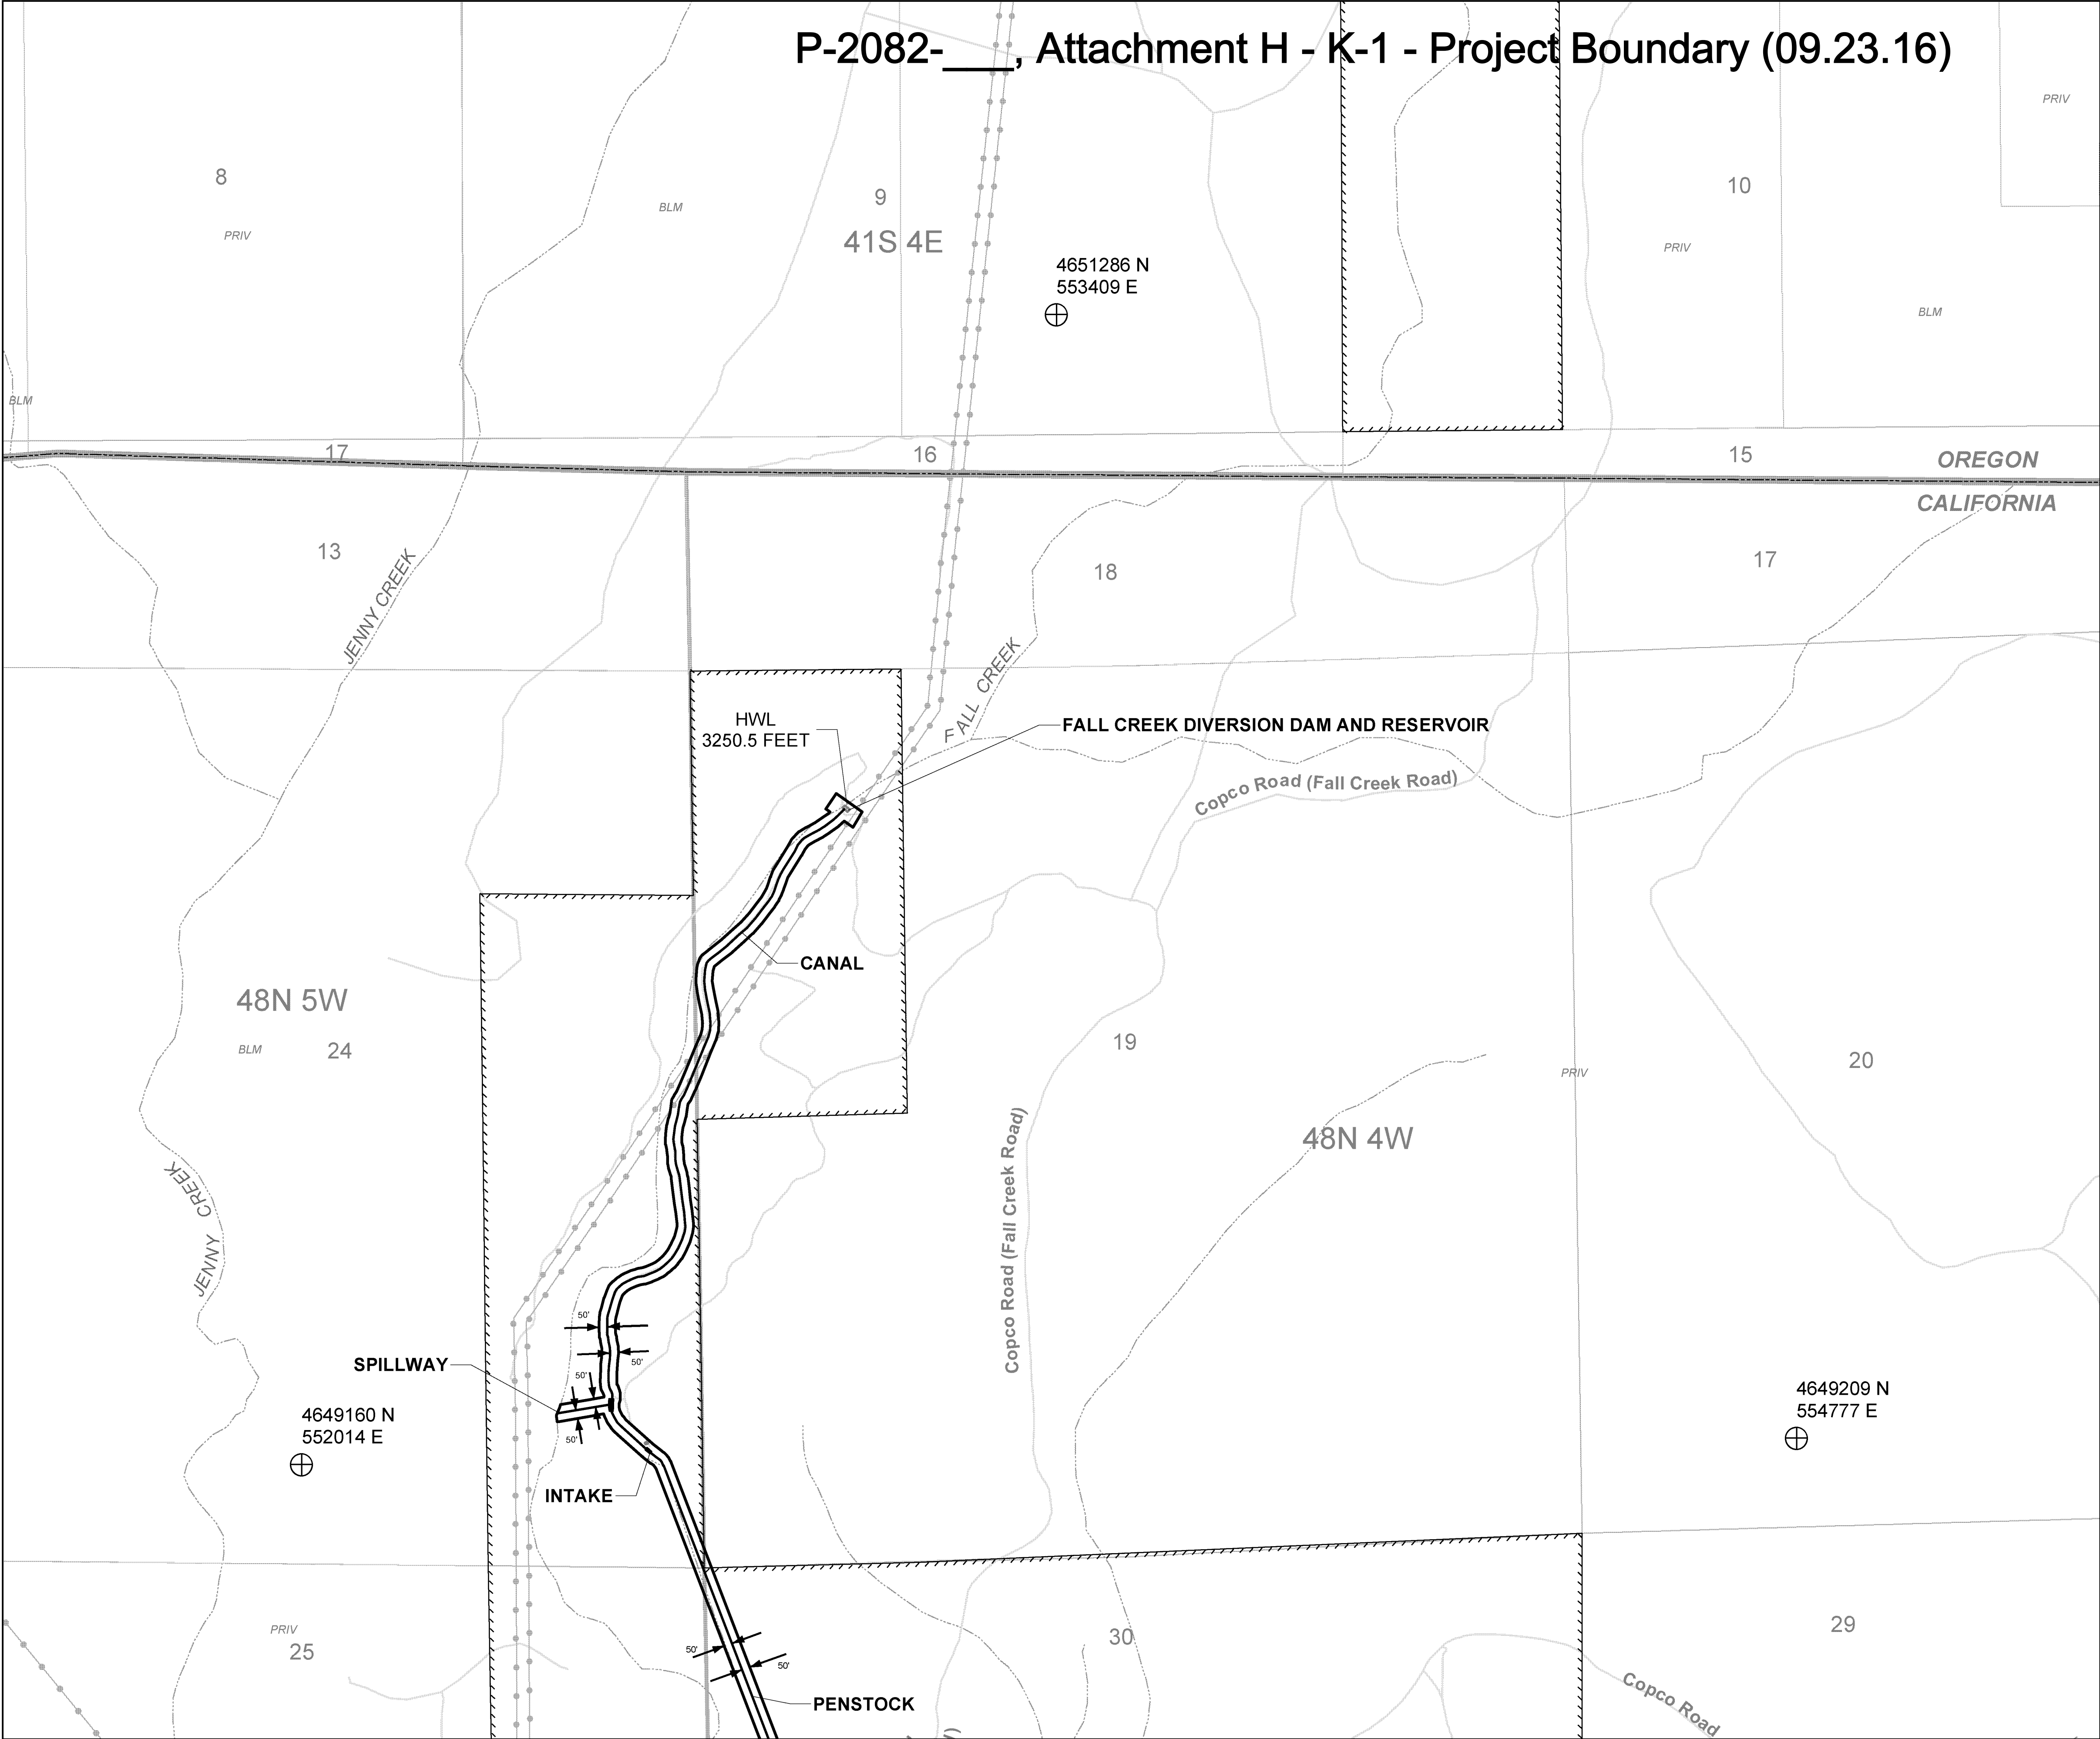 P-2082-___, Attachment H - K-1 - Project Boundary (09.23.16)
PRIV
8
9
10
BLM
PRIV
41S 4E
PRIV
4651286 N
553409 E
BLM
BLM
17
16
15
OREGON
CALIFORNIA
13
18
17
JENNY CREEK
FALL CREEK
HWL
3250.5 FEET
FALL CREEK DIVERSION DAM AND RESERVOIR
Copco Road (Fall Creek Road)
CANAL
48N 5W
BLM
24
19
20
PRIV
48N 4W
Copco Road (Fall Creek Road)
JENNY CREEK
50'
50'
SPILLWAY
50'
50'
4649160 N
552014 E
4649209 N
554777 E
INTAKE
PRIV
25
30
29
50'
50'
PENSTOCK
Copco Road